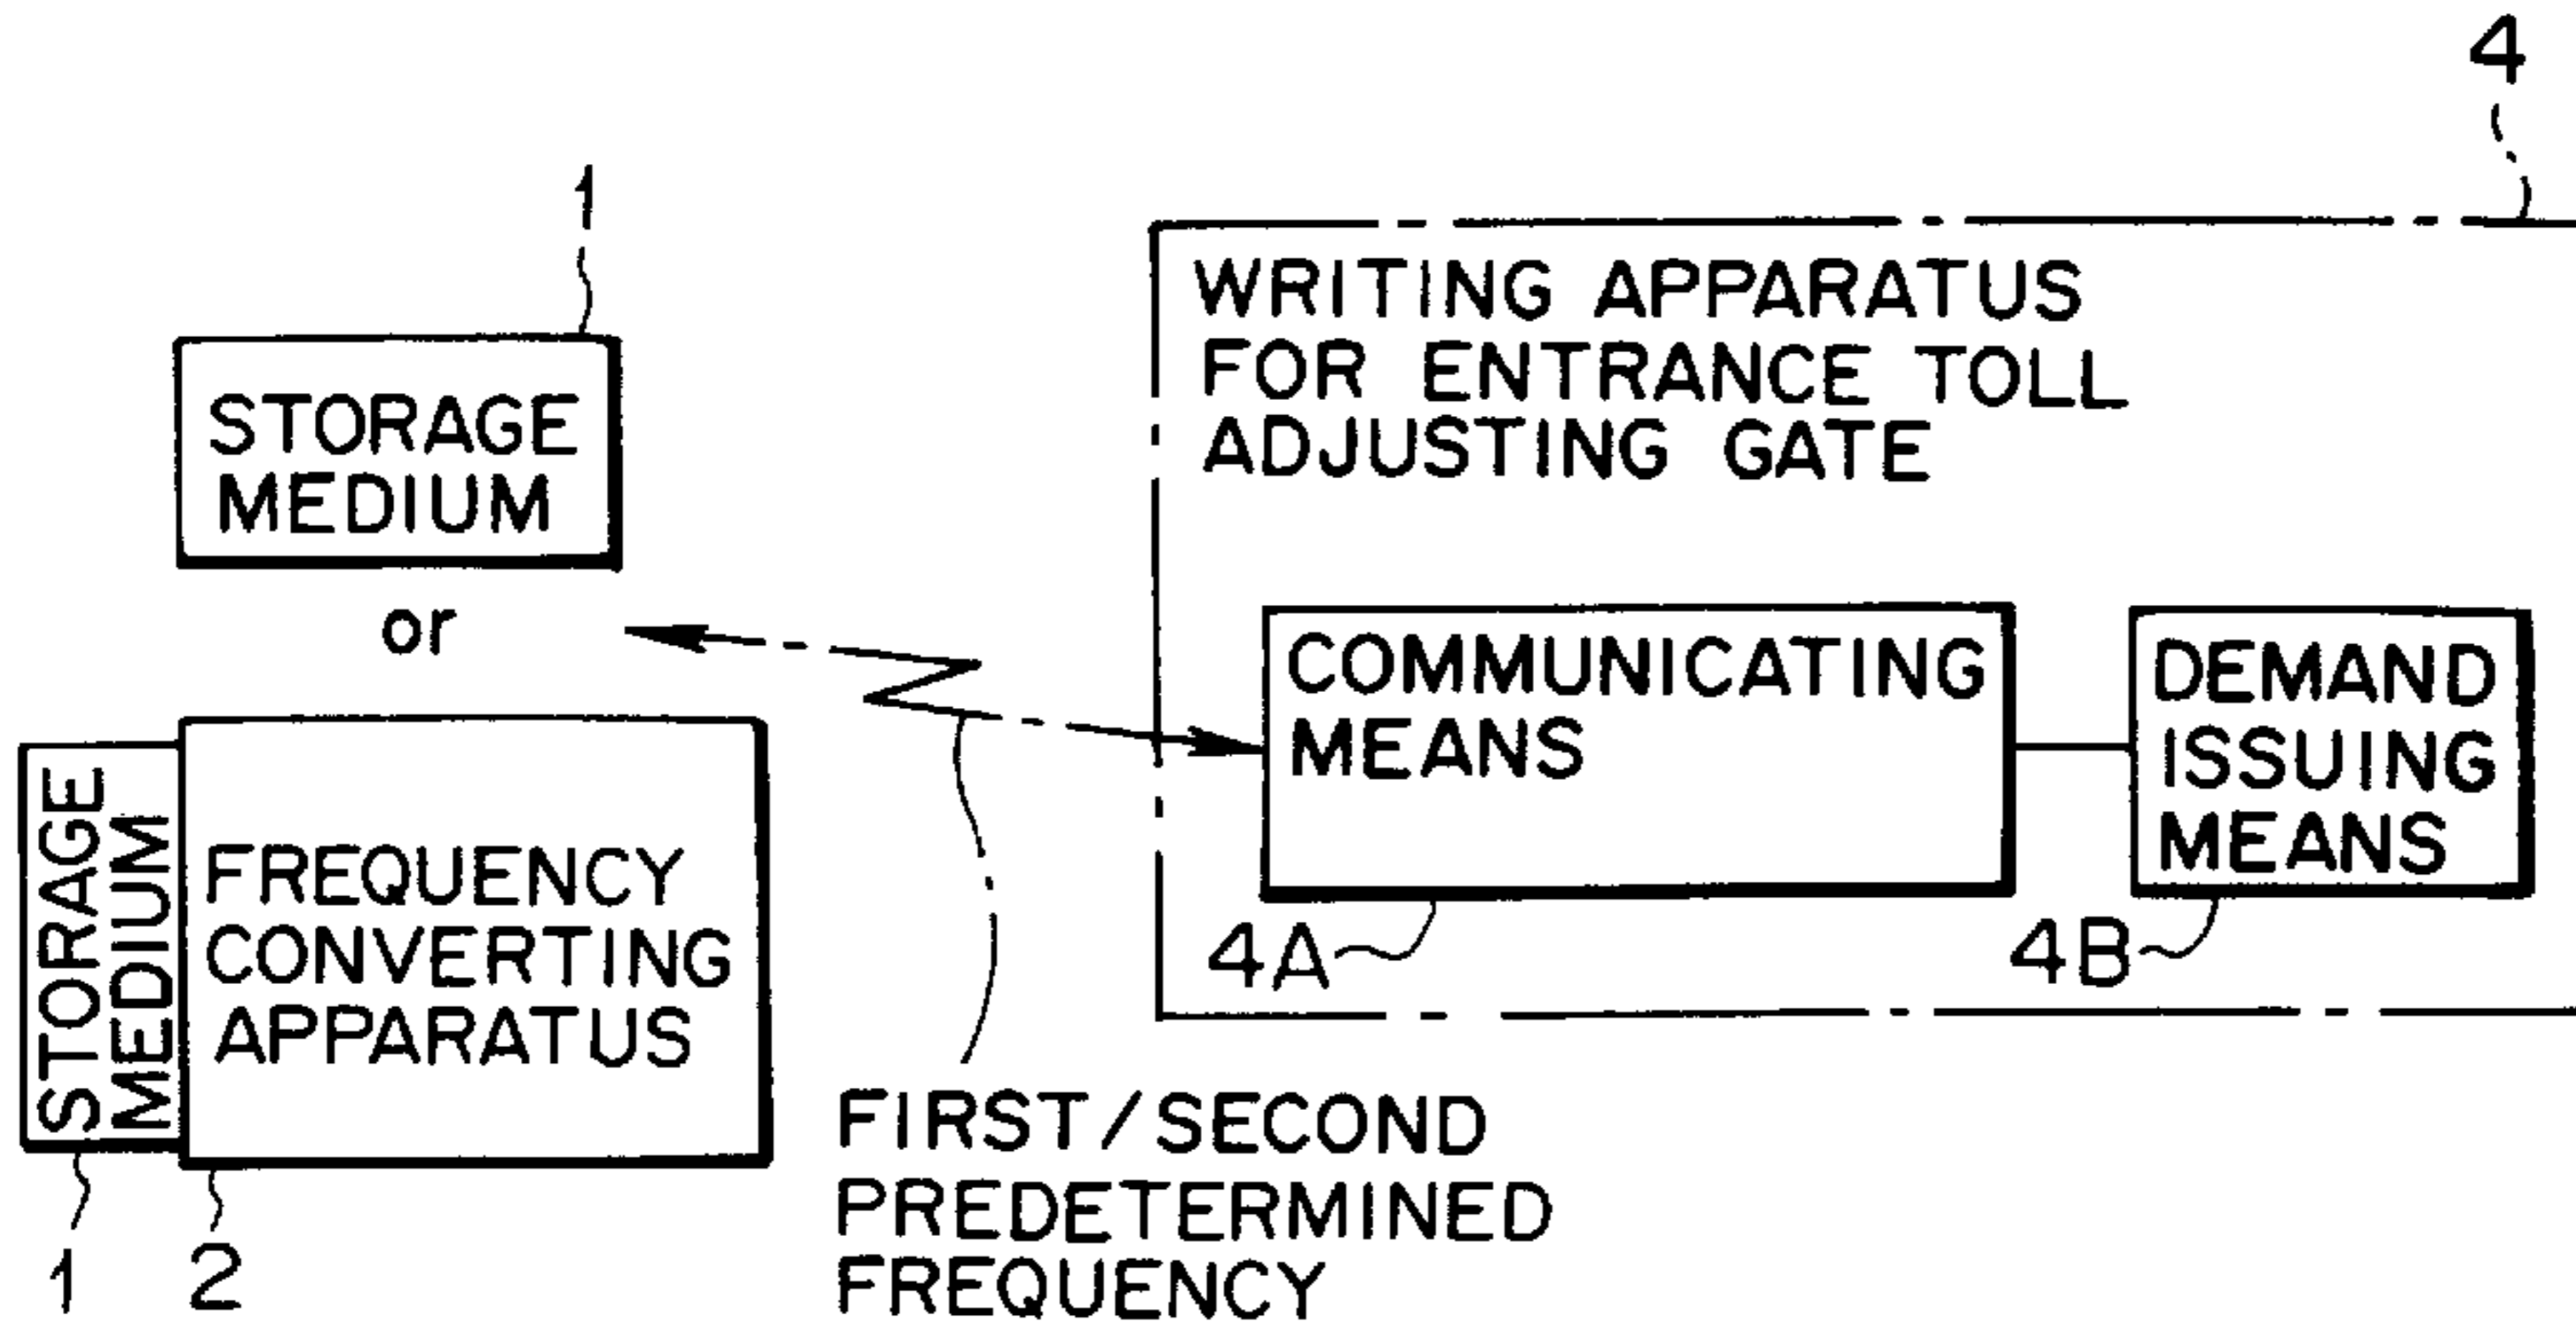 4
1
STORAGE
MEDIUM
or
WRITING APPARATUS
FOR ENTRANCE TOLL
ADJUSTING GATE
COMMUNICATING
MEANS
DEMAND
ISSUING
MEANS
4A
4B
STORAGE
MEDIUM
FREQUENCY
CONVERTING
APPARATUS
1
2
FIRST/SECOND
PREDETERMINED
FREQUENCY